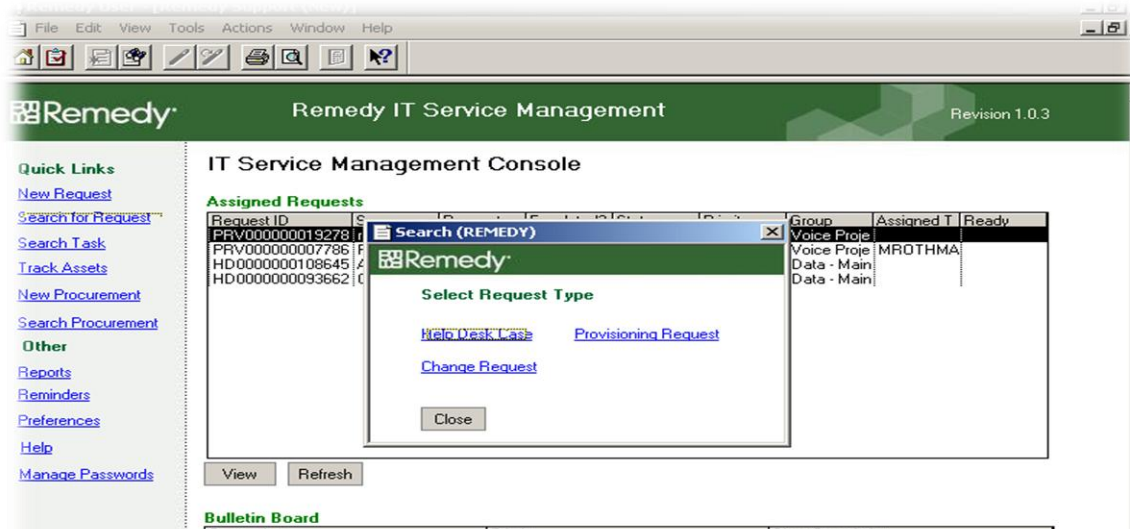 File Edit View Tools Actions Window Help
Remedy
Remedy IT Service Management
Revision 1.0.3
Quick Links
New Request
Search for Request
Search Task
Track Assets
New Procurement
Search Procurement
Other
Reports
Reminders
Preferences
Help
Manage Passwords
IT Service Management Console
Assigned Requests
Request ID Group Assigned T Ready
PRV000000019278 Voice Proje
PRV000000007786 Voice Proje MROTHMA
HD0000000108645 Data - Main
HD0000000093662 Data - Main
Search (REMEDY)
Remedy
Select Request Type
Help Desk Case Provisioning Request
Change Request
Close
View Refresh
Bulletin Board